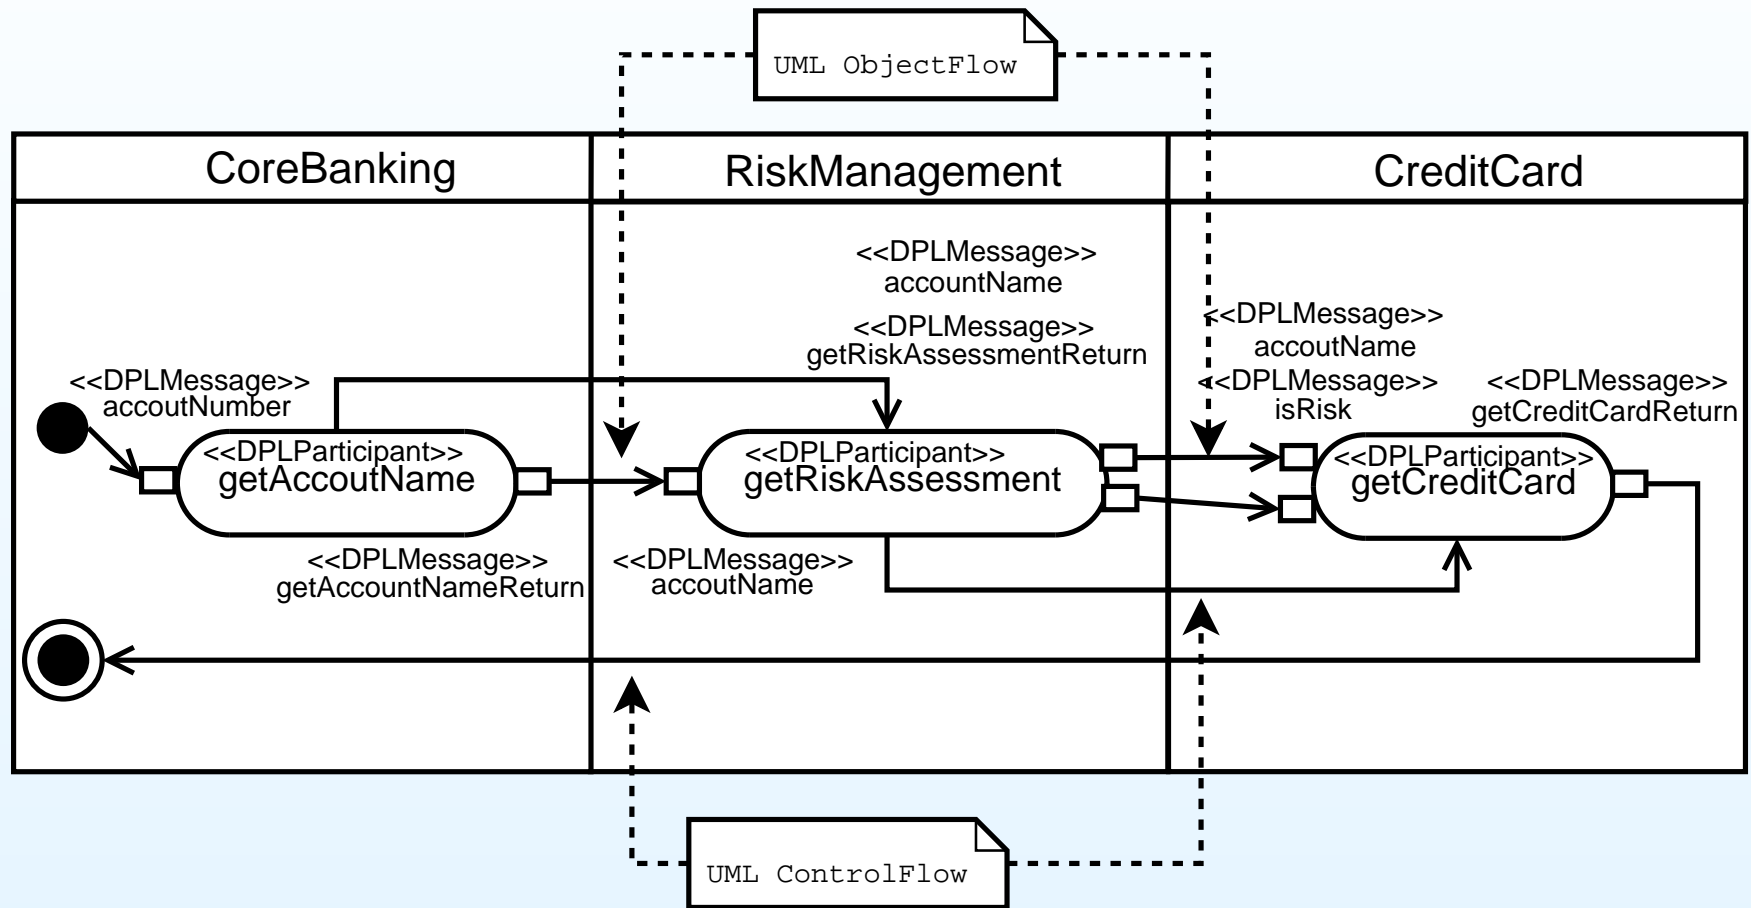 UML ObjectFlow
CoreBanking
RiskManagement
CreditCard
<<DPLMessage>>
accountName
<<DPLMessage>>
getRiskAssessmentReturn
<<DPLMessage>>
accoutName
<<DPLMessage>>
isRisk
<<DPLMessage>>
getCreditCardReturn
<<DPLMessage>>
accoutNumber
<<DPLParticipant>>
getAccoutName
<<DPLParticipant>>
getRiskAssessment
<<DPLParticipant>>
getCreditCard
<<DPLMessage>>
getAccountNameReturn
<<DPLMessage>>
accoutName
UML ControlFlow